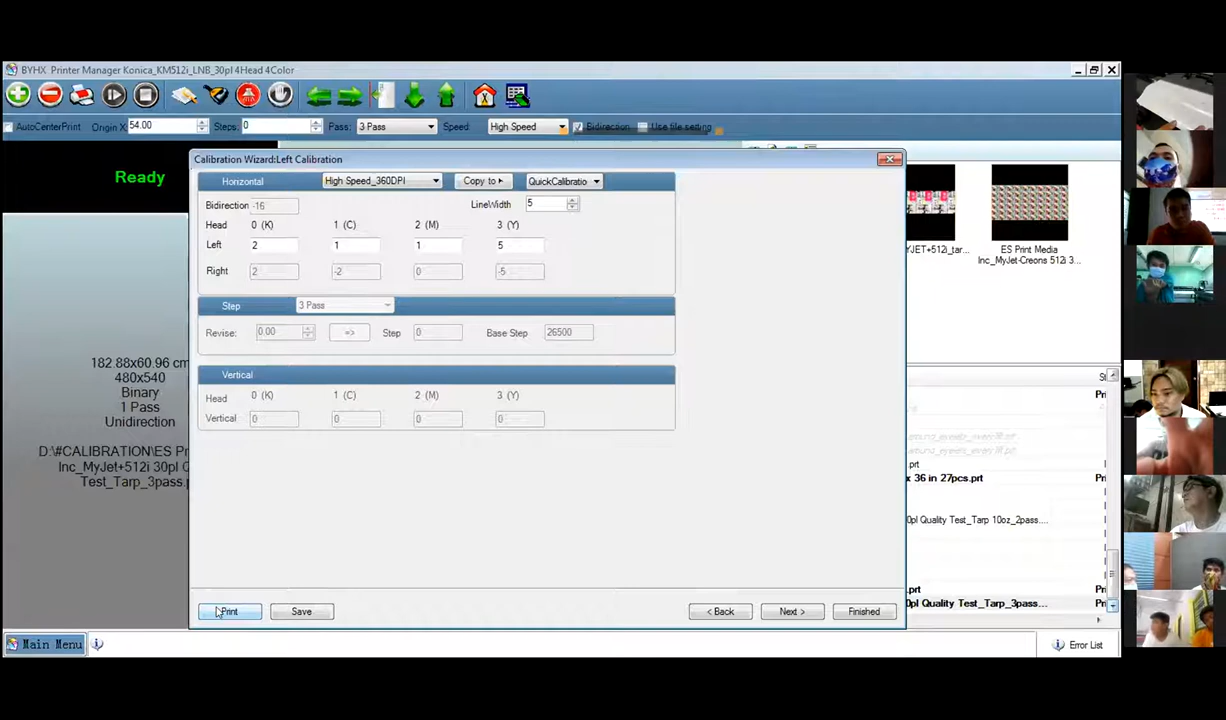 BYHX Printer Manager Konica_KM512i_LNB_30pl 4Head 4Color
AutoCenterPrint Origin X: 54.00 Steps: 0 Pass: 3 Pass Speed: High Speed Bidirection Use file setting
Ready
182.88x60.96 cm
480x540
Binary
1 Pass
Unidirection
D:\#CALIBRATION\ES Pr
Inc_MyJet+512i 30pl Q
Test_Tarp_3pass.p
Calibration Wizard:Left Calibration
Horizontal High Speed_360DPI Copy to QuickCalibratio
Bidirection -16 LineWidth 5
Head 0 (K) 1 (C) 2 (M) 3 (Y)
Left 2 1 1 5
Right 2 -2 0 -5
Step 3 Pass
Revise: 0.00 => Step 0 Base Step 26500
Vertical
Head 0 (K) 1 (C) 2 (M) 3 (Y)
Vertical 0 0 0 0
Print Save < Back Next > Finished
YJET+512i_tar...
ES Print Media
Inc_MyJet-Creons 512i 3...
.prt
x 36 in 27pcs.prt
0pl Quality Test_Tarp 10oz_2pass....
.prt
0pl Quality Test_Tarp_3pass...
Main Menu
Error List